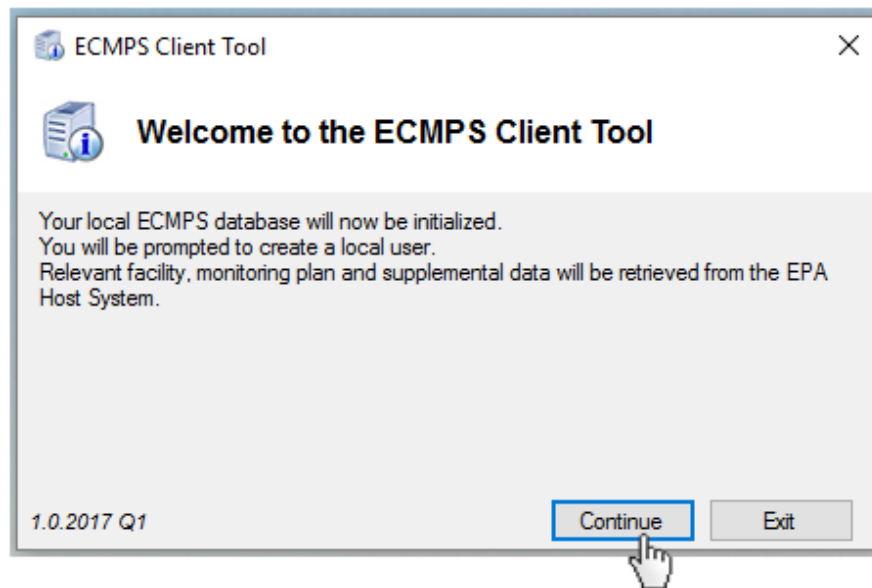 ECMPS Client Tool
Welcome to the ECMPS Client Tool
Your local ECMPS database will now be initialized.
You will be prompted to create a local user.
Relevant facility, monitoring plan and supplemental data will be retrieved from the EPA
Host System.
1.0.2017 Q1
Continue
Exit